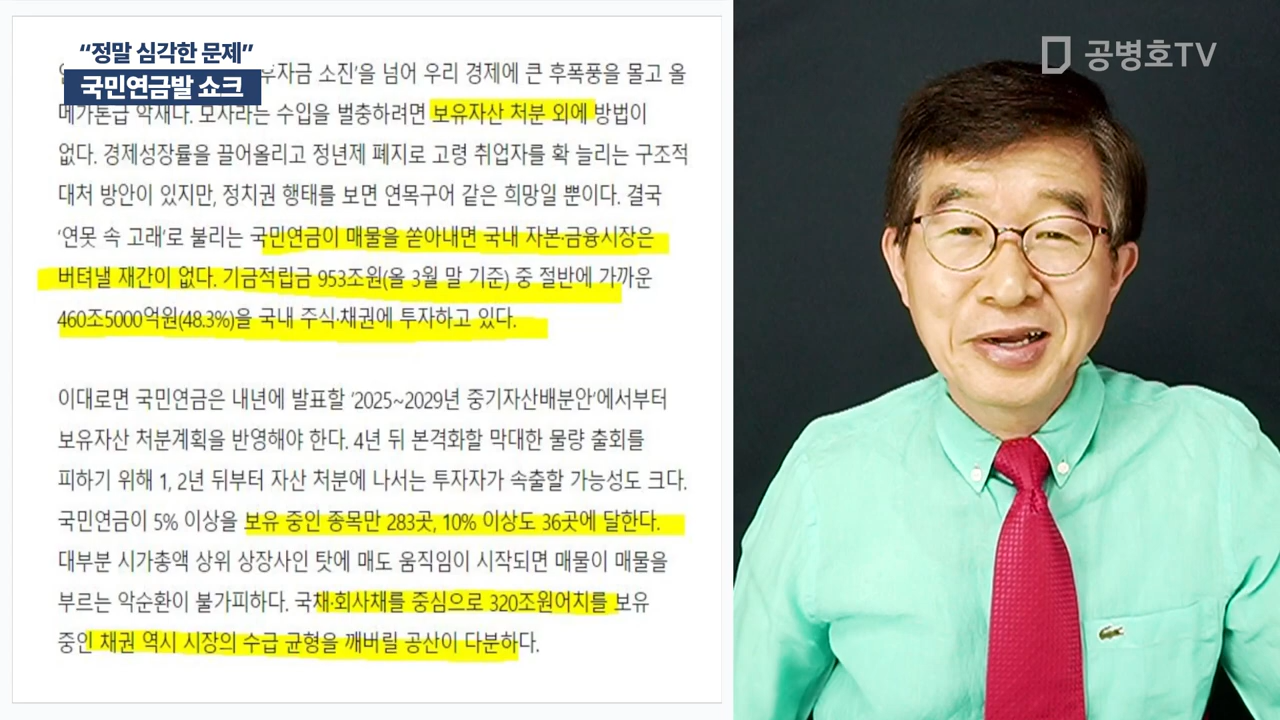 “정말 심각한 문제”
국민연금발 쇼크
자금 소진’을 넘어 우리 경제에 큰 후폭풍을 몰고 올
메가톤급 악재다. 모자라는 수입을 벌충하려면 보유자산 처분 외에 방법이
없다. 경제성장률을 끌어올리고 정년제 폐지로 고령 취업자를 확 늘리는 구조적
대처 방안이 있지만, 정치권 행태를 보면 연목구어 같은 희망일 뿐이다. 결국
‘연못 속 고래’로 불리는 국민연금이 매물을 쏟아내면 국내 자본·금융시장은
버텨낼 재간이 없다. 기금적립금 953조원(올 3월 말 기준) 중 절반에 가까운
460조5000억원(48.3%)을 국내 주식·채권에 투자하고 있다.
이대로면 국민연금은 내년에 발표할 ‘2025~2029년 중기자산배분안’에서부터
보유자산 처분계획을 반영해야 한다. 4년 뒤 본격화할 막대한 물량 출회를
피하기 위해 1, 2년 뒤부터 자산 처분에 나서는 투자자가 속출할 가능성도 크다.
국민연금이 5% 이상을 보유 중인 종목만 283곳, 10% 이상도 36곳에 달한다.
대부분 시가총액 상위 상장사인 탓에 매도 움직임이 시작되면 매물이 매물을
부르는 악순환이 불가피하다. 국채·회사채를 중심으로 320조원어치를 보유
중인 채권 역시 시장의 수급 균형을 깨버릴 공산이 다분하다.
공병호TV